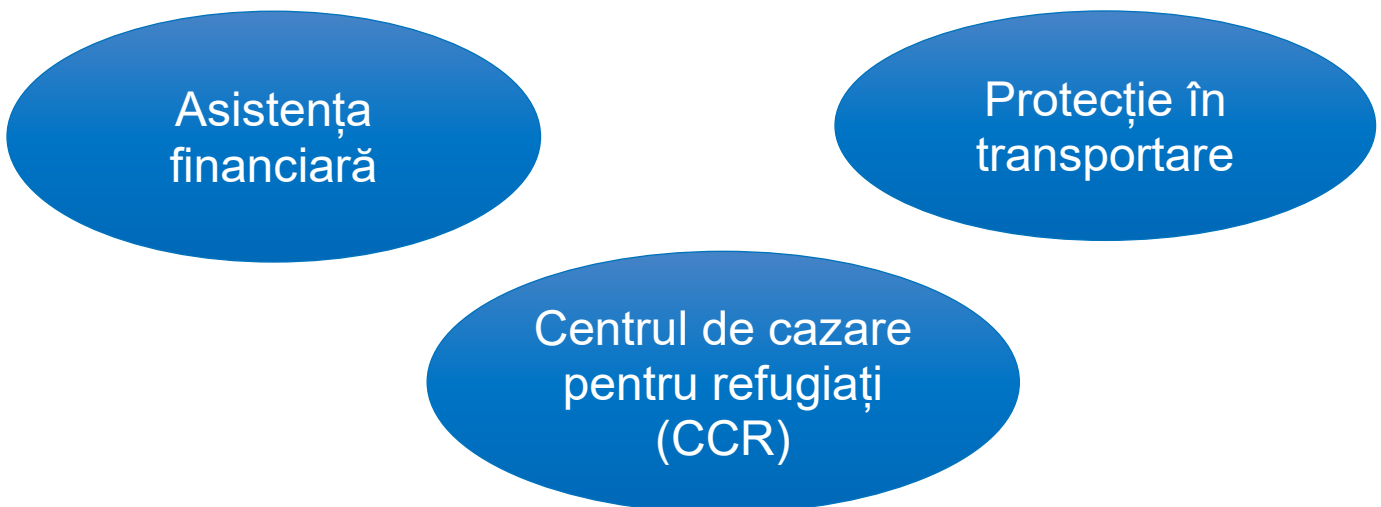 Asistența
financiară
Protecție în
transportare
Centrul de cazare
pentru refugiați
(CCR)